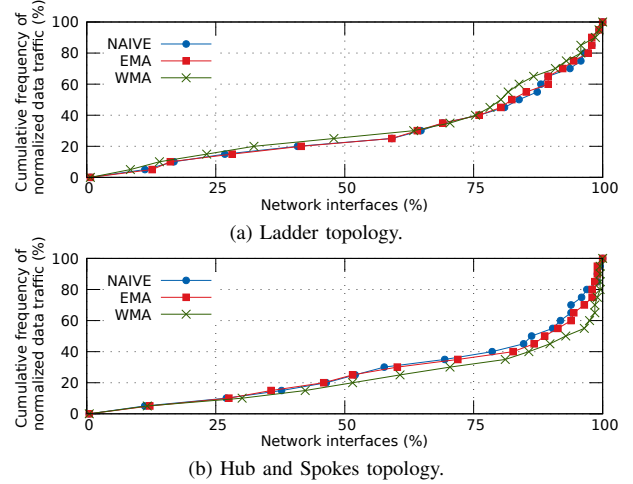 Cumulative frequency of
normalized data traffic (%)
100
80
60
40
20
0
NAIVE
EMA
WMA
0 25 50 75 100
Network interfaces (%)
(a) Ladder topology.
Cumulative frequency of
normalized data traffic (%)
100
80
60
40
20
0
NAIVE
EMA
WMA
0 25 50 75 100
Network interfaces (%)
(b) Hub and Spokes topology.